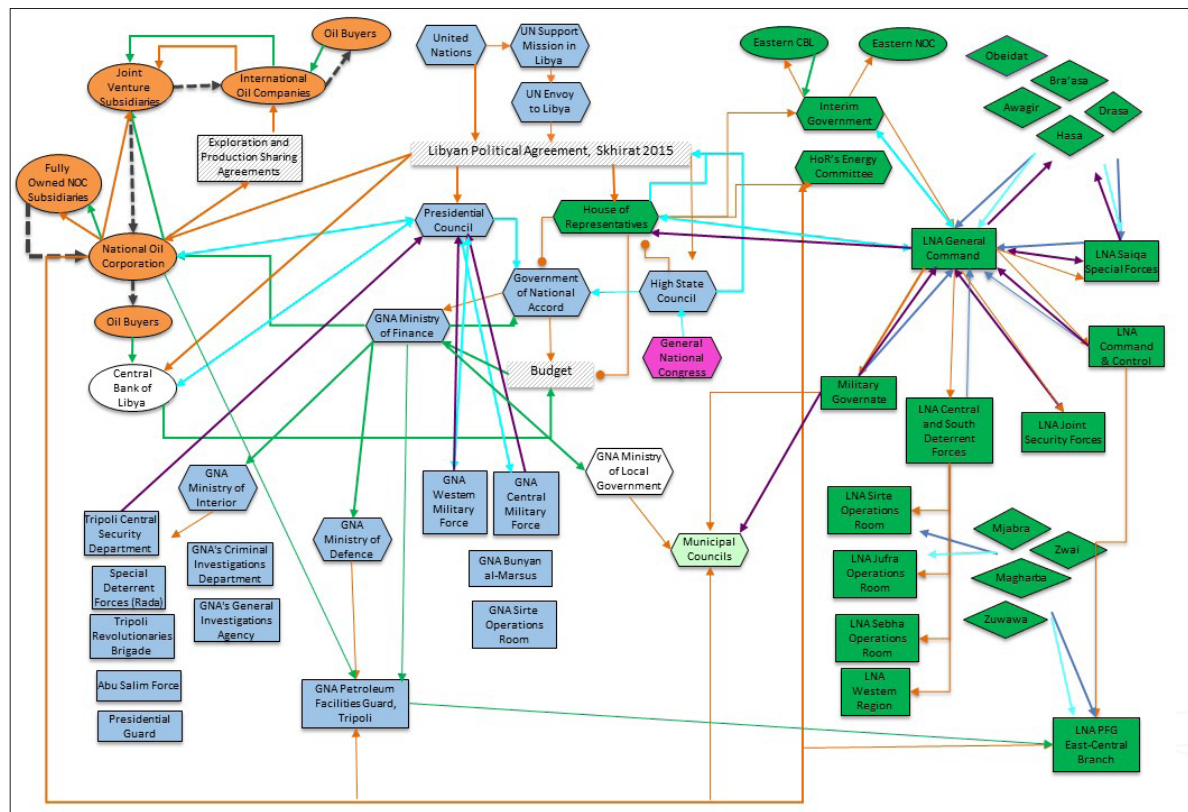 Oil Buyers
Joint
Venture Subsidiaries
International
Oil Companies
United
Nations
UN Support
Mission in
Libya
UN Envoy
to Libya
Eastern CBL
Eastern NOC
Interim
Government
Obeidat
Bra'asa
Awagir
Drasa
Hasa
Exploration and
Production Sharing
Agreements
Libyan Political Agreement, Skhirat 2015
HoR's Energy
Committee
Fully
Owned NOC
Subsidiaries
National Oil
Corporation
Presidential
Council
House of
Representatives
LNA General
Command
LNA Saiqa
Special Forces
Oil Buyers
GNA Ministry
of Finance
Government
of National
Accord
High State
Council
General
National
Congress
LNA
Command
& Control
Central
Bank of
Libya
Budget
Military
Governate
LNA Central
and South
Deterrent
Forces
LNA Joint
Security Forces
GNA
Ministry of
Interior
GNA
Western
Military Force
GNA
Central
Military Force
GNA Ministry
of Local
Government
Tripoli Central
Security
Department
GNA
Ministry of
Defence
Municipal
Councils
LNA Sirte
Operations
Room
Mjabra
Zwai
Magharba
Zuwawa
GNA's Criminal
Investigations
Department
Special
Deterrent
Forces (Rada)
GNA Bunyan
al-Marsus
LNA Jufra
Operations
Room
GNA's General
Investigations
Agency
Tripoli
Revolutionaries
Brigade
GNA Sirte
Operations
Room
LNA Sebha
Operations
Room
Abu Salim Force
GNA Petroleum
Facilities Guard,
Tripoli
LNA
Western
Region
Presidential
Guard
LNA PFG
East-Central
Branch